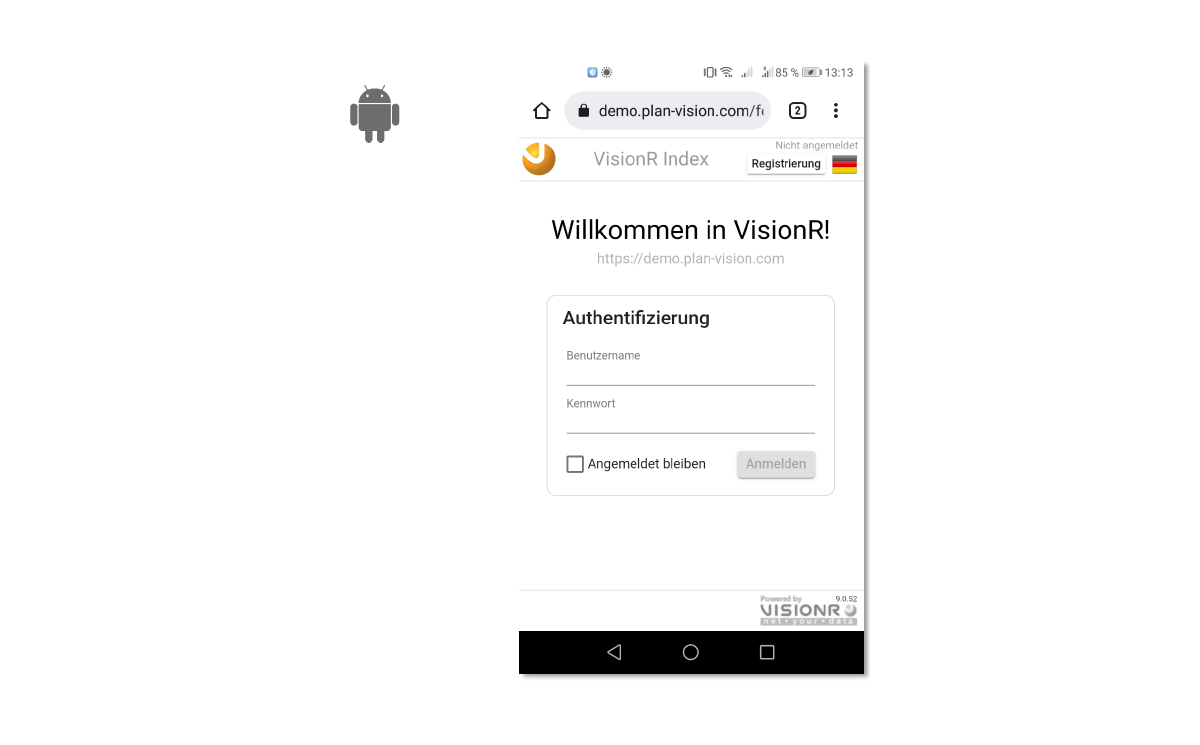 85 % 13:13
demo.plan-vision.com/fe
2
Nicht angemeldet
VisionR Index
Registrierung
Willkommen in VisionR!
https://demo.plan-vision.com
Authentifizierung
Benutzername
Kennwort
Angemeldet bleiben
Anmelden
Powered by 9.0.52
VISIONR
net•your•data